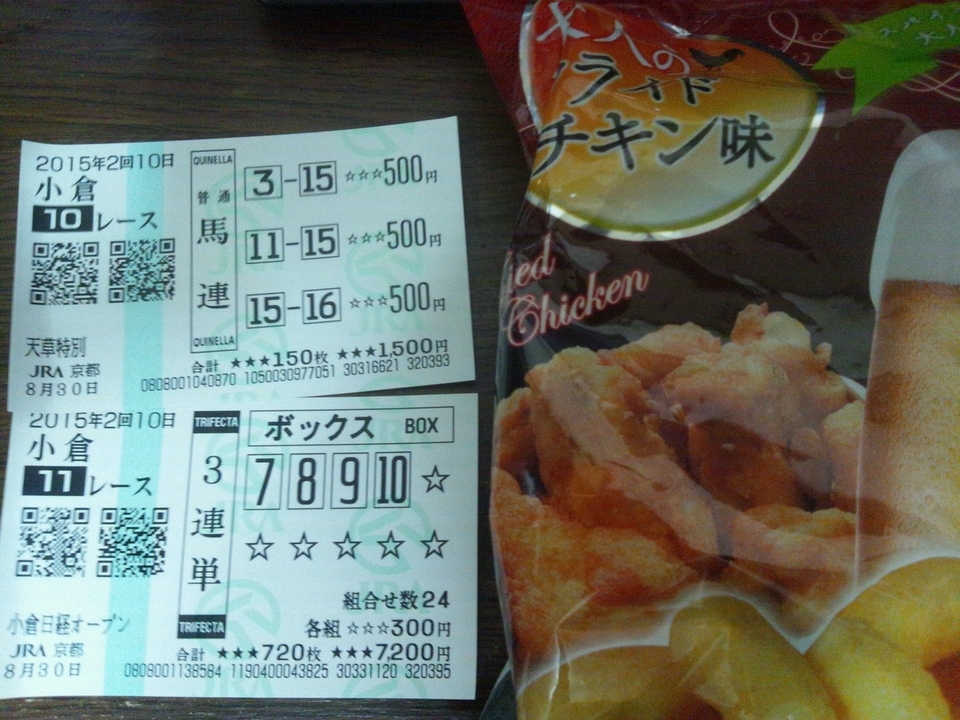 2015年2回10日
小倉
10レース
天草特別
JRA 京都
8月30日
QUINELLA
普通
馬連
QUINELLA
3-15 ☆☆☆500円
11-15 ☆☆☆500円
15-16 ☆☆☆500円
合計 ★★★150枚 ★★★1,500円
0808001040870 1050030977051 30316621 320393
2015年2回10日
小倉
11レース
小倉日経オープン
JRA 京都
8月30日
TRIFECTA
3連単
TRIFECTA
ボックス BOX
7 8 9 10 ☆
☆ ☆ ☆ ☆ ☆
組合せ数24
各組 ☆☆☆300円
合計 ★★★720枚 ★★★7,200円
0808001138584 1190400043825 30331120 320395
大人の
フライド
チキン味
Chicken